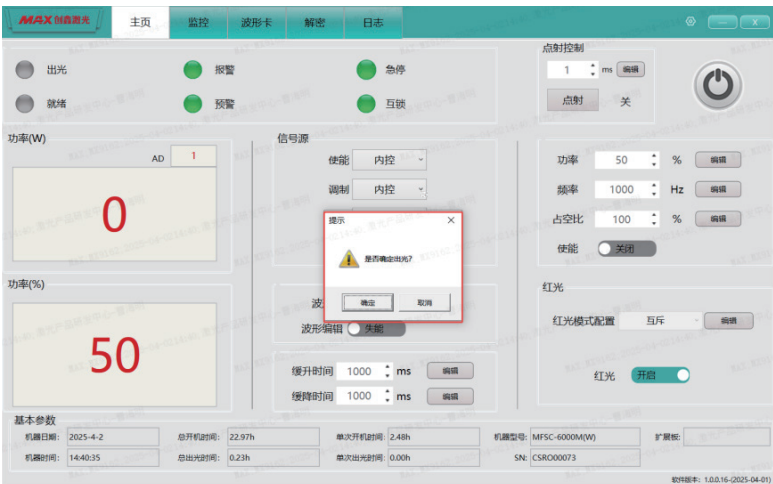 MAX 创鑫激光 主页 监控 波形卡 解密 日志
出光 报警 急停
就绪 预警 互锁
点射控制
1 ms 编辑
点射 关
功率(W)
AD 1
0
信号源
使能 内控
调制 内控
功率 50 % 编辑
频率 1000 Hz 编辑
占空比 100 % 编辑
使能 关闭
提示
是否确定出光?
确定 取消
功率(%)
50
波
波形编辑 失能
缓升时间 1000 ms 编辑
缓降时间 1000 ms 编辑
红光
红光模式配置 互斥 编辑
红光 开启
基本参数
机器日期: 2025-4-2 总开机时间: 22.97h 单次开机时间: 2.48h 机器型号: MFSC-6000M(W) 扩展板:
机器时间: 14:40:35 总出光时间: 0.23h 单次出光时间: 0.00h SN: CSRO00073
软件版本: 1.0.0.16-(2025-04-01)